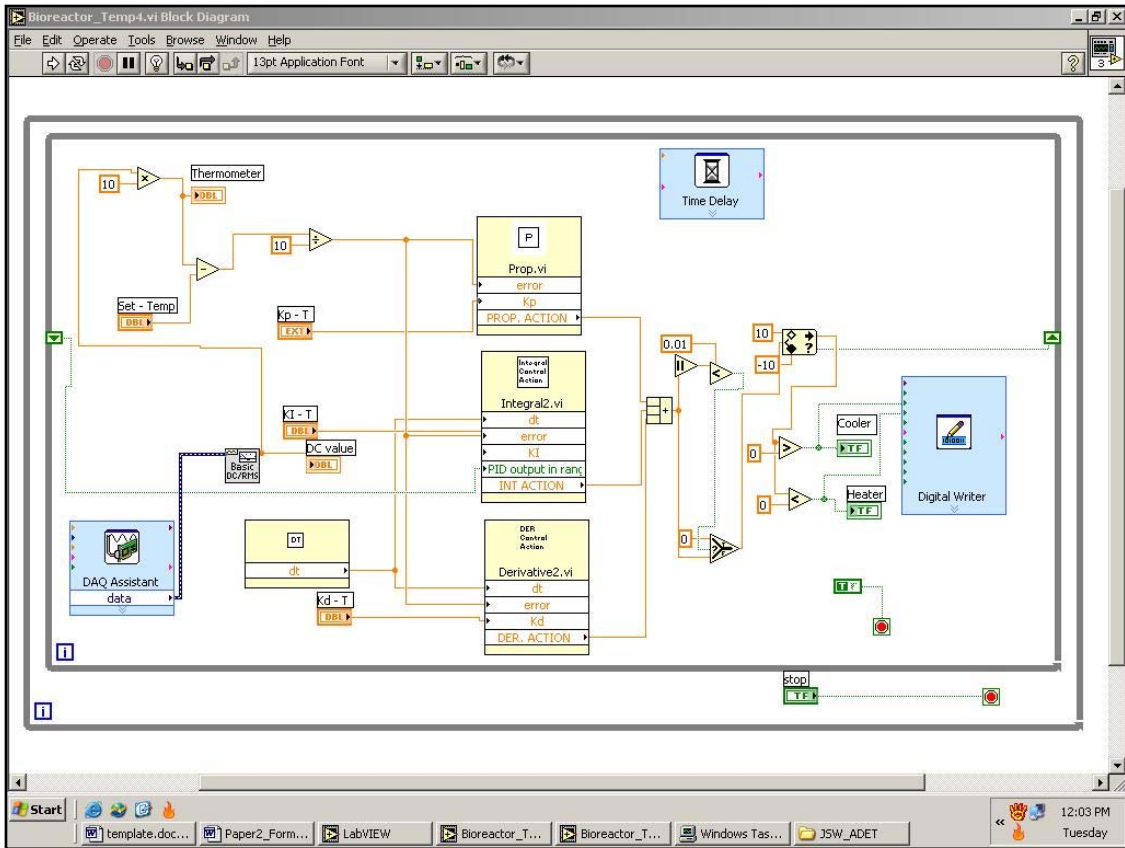 Bioreactor_Temp4.vi Block Diagram
File Edit Operate Tools Browse Window Help
13pt Application Font
3
10
Thermometer
DBL
Time Delay
10
P
Prop.vi
error
Kp
PROP. ACTION
Set - Temp
DBL
Kp - T
EXT
0.01
10
-10
Integral
Control
Action
Integral2.vi
dt
error
KI
PID output in rang
INT ACTION
KI - T
DBL
DC value
DBL
Basic
DC/RMS
Cooler
TF
0
Heater
TF
0
Digital Writer
DAQ Assistant
data
DT
dt
Kd - T
DBL
DER
Control
Action
Derivative2.vi
dt
error
Kd
DER. ACTION
0
? T F
T F
i
stop
TF
i
Start
12:03 PM
Tuesday
template.doc...
Paper2_Form...
LabVIEW
Bioreactor_T...
Bioreactor_T...
Windows Tas...
JSW_ADET